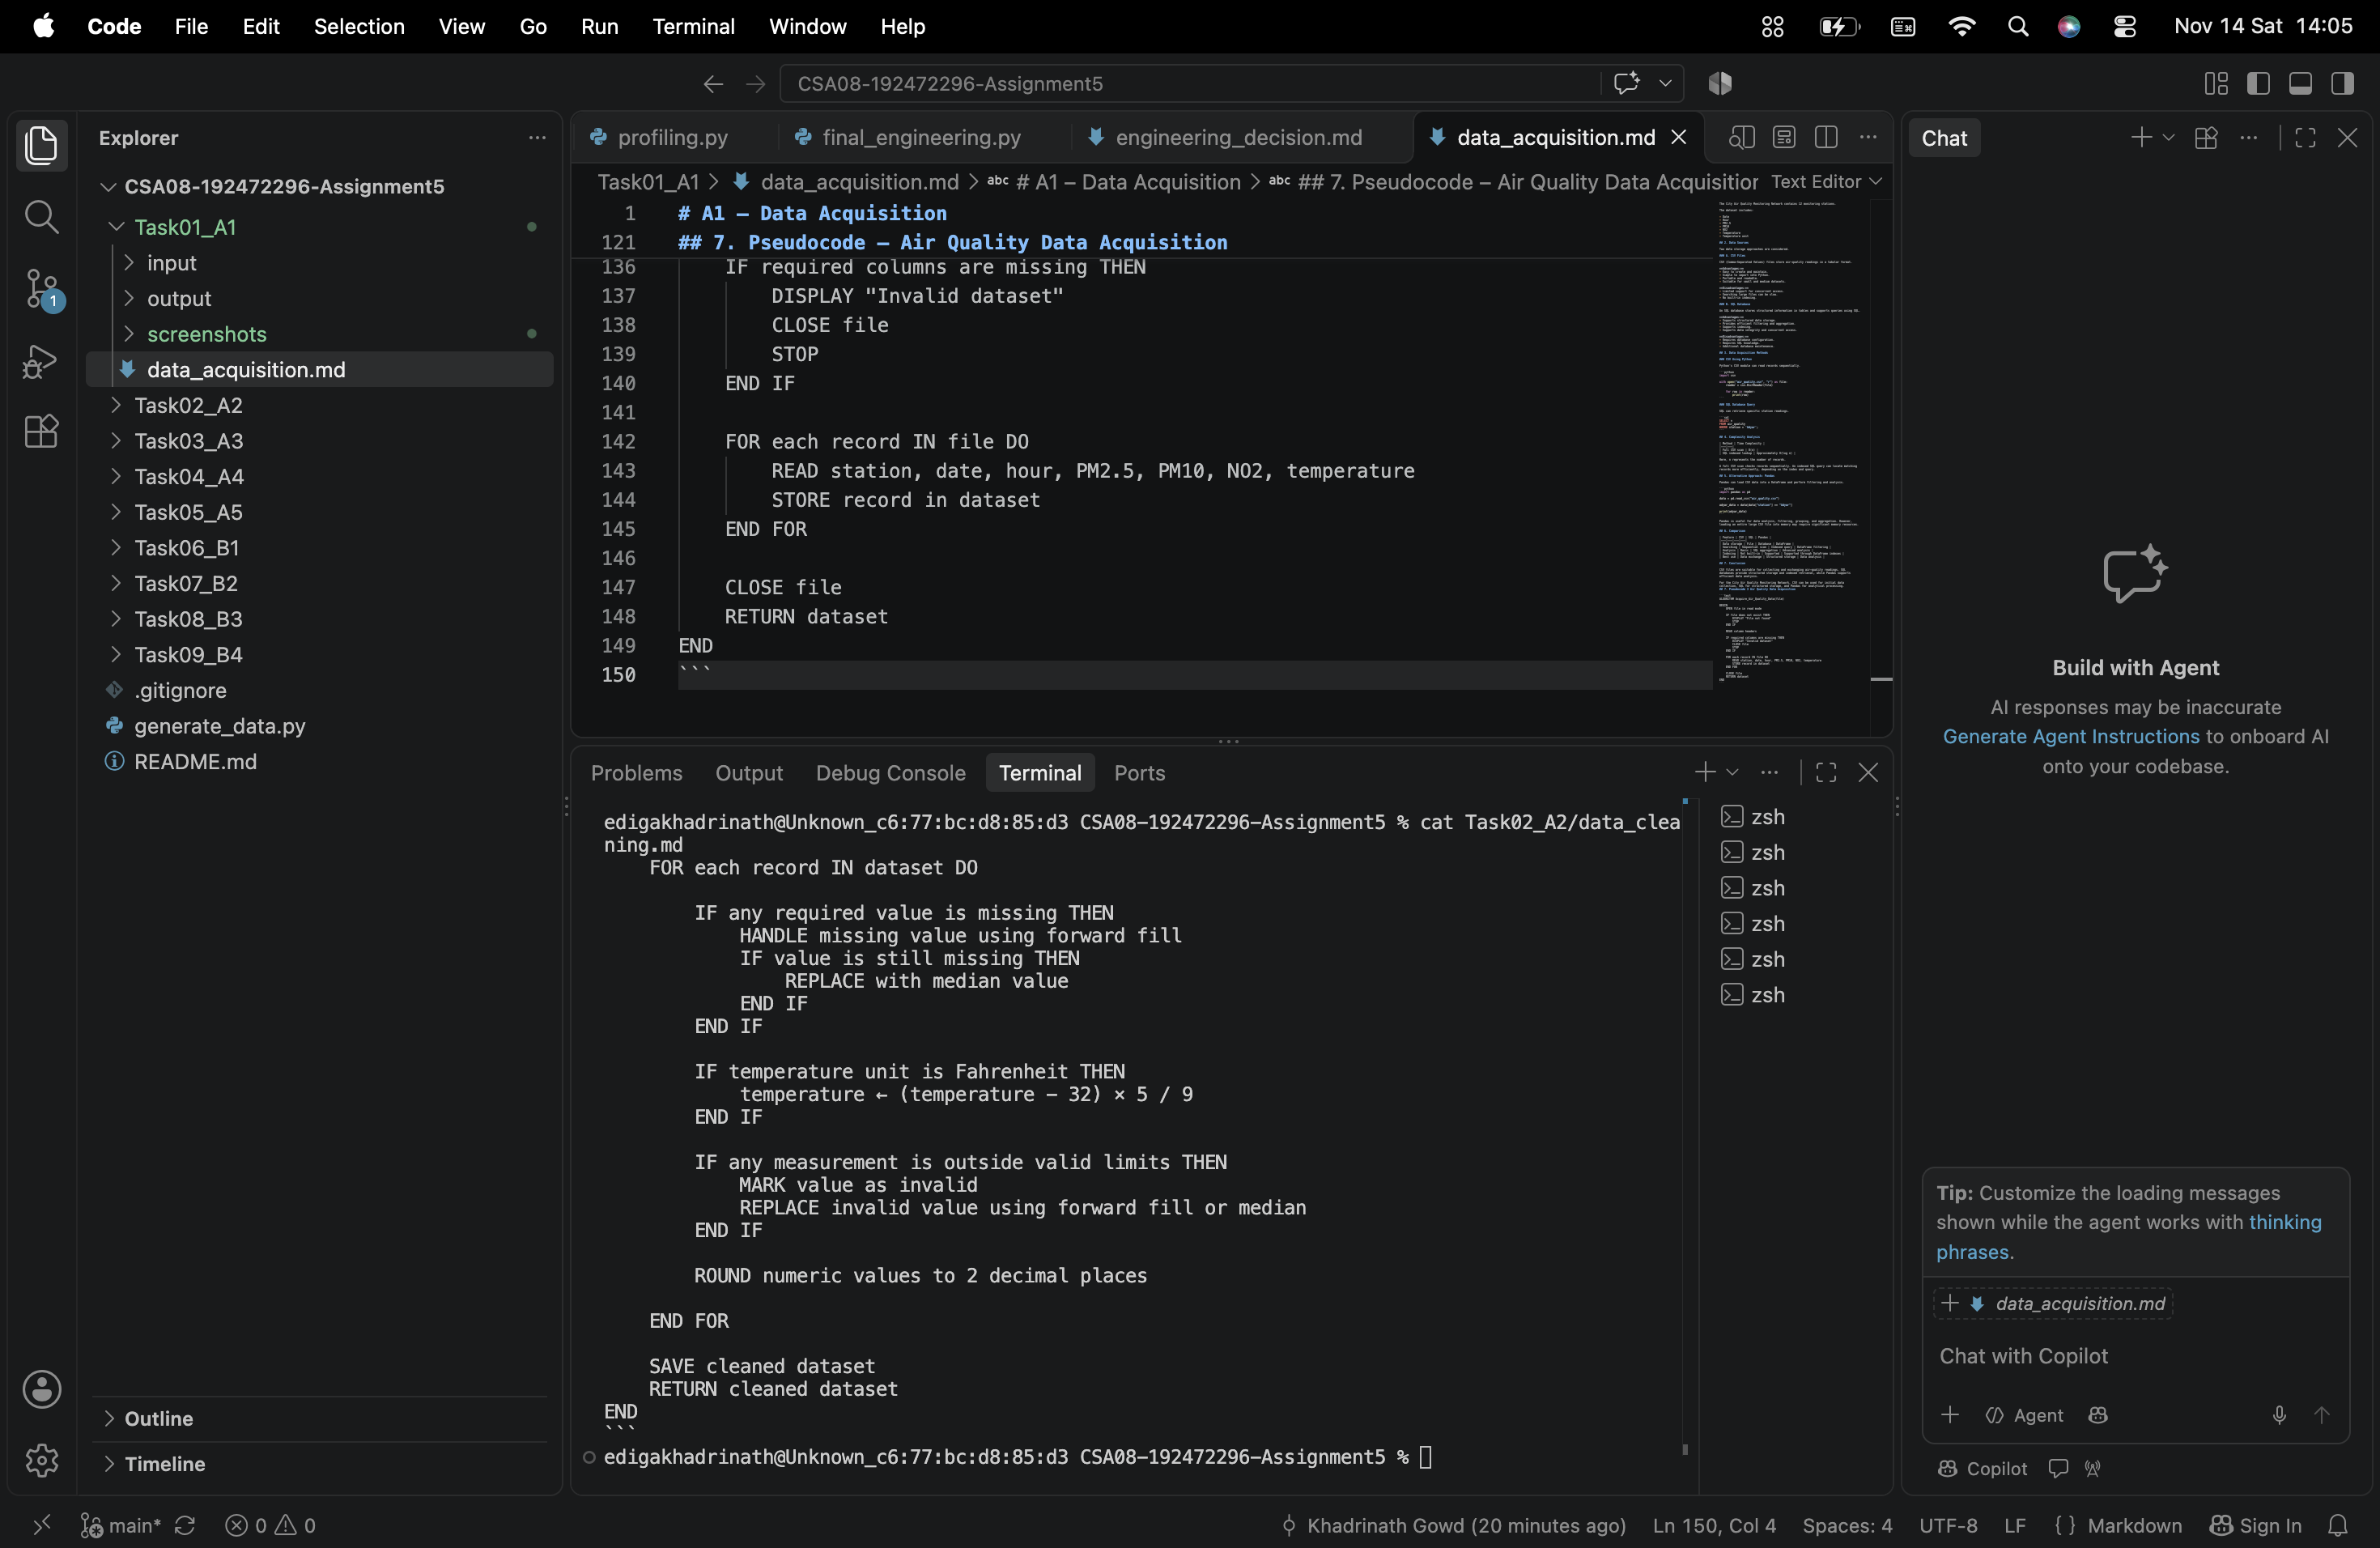 Code File Edit Selection View Go Run Terminal Window Help
Nov 14 Sat 14:05
CSA08-192472296-Assignment5
Explorer
CSA08-192472296-Assignment5
Task01_A1
input
output
screenshots
data_acquisition.md
Task02_A2
Task03_A3
Task04_A4
Task05_A5
Task06_B1
Task07_B2
Task08_B3
Task09_B4
.gitignore
generate_data.py
README.md
Outline
Timeline
1
profiling.py
final_engineering.py
engineering_decision.md
data_acquisition.md
Task01_A1 > data_acquisition.md > abc # A1 – Data Acquisition > abc ## 7. Pseudocode – Air Quality Data Acquisition
Text Editor
1 # A1 – Data Acquisition
121 ## 7. Pseudocode – Air Quality Data Acquisition
136 IF required columns are missing THEN
137 DISPLAY "Invalid dataset"
138 CLOSE file
139 STOP
140 END IF
141
142 FOR each record IN file DO
143 READ station, date, hour, PM2.5, PM10, NO2, temperature
144 STORE record in dataset
145 END FOR
146
147 CLOSE file
148 RETURN dataset
149 END
150 ```
Problems Output Debug Console Terminal Ports
edigakhadrinath@Unknown_c6:77:bc:d8:85:d3 CSA08-192472296-Assignment5 % cat Task02_A2/data_clea
ning.md
FOR each record IN dataset DO
IF any required value is missing THEN
HANDLE missing value using forward fill
IF value is still missing THEN
REPLACE with median value
END IF
END IF
IF temperature unit is Fahrenheit THEN
temperature ← (temperature − 32) × 5 / 9
END IF
IF any measurement is outside valid limits THEN
MARK value as invalid
REPLACE invalid value using forward fill or median
END IF
ROUND numeric values to 2 decimal places
END FOR
SAVE cleaned dataset
RETURN cleaned dataset
END
```
edigakhadrinath@Unknown_c6:77:bc:d8:85:d3 CSA08-192472296-Assignment5 %
zsh
zsh
zsh
zsh
zsh
zsh
Chat
Build with Agent
AI responses may be inaccurate
Generate Agent Instructions to onboard AI
onto your codebase.
Tip: Customize the loading messages
shown while the agent works with thinking
phrases.
data_acquisition.md
Chat with Copilot
Agent
Copilot
main* 0 0
Khadrinath Gowd (20 minutes ago) Ln 150, Col 4 Spaces: 4 UTF-8 LF {} Markdown Sign In